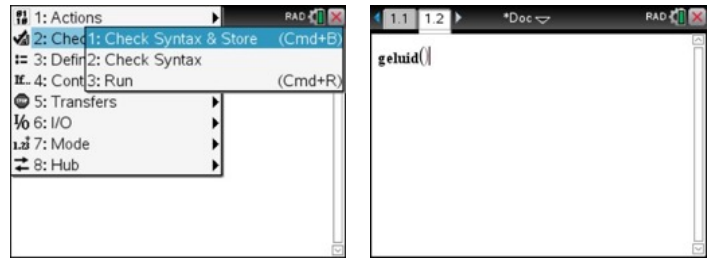 1: Actions
RAD
2: Chec
1: Check Syntax & Store (Cmd+B)
3: Defin
2: Check Syntax
4: Cont
3: Run (Cmd+R)
5: Transfers
6: I/O
7: Mode
8: Hub
1.1 1.2 *Doc RAD
geluid()